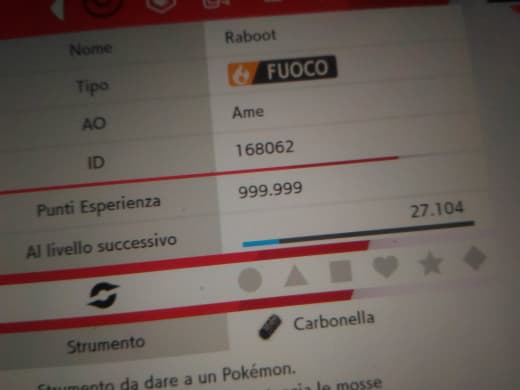 Nome Raboot
Tipo FUOCO
AO Ame
ID 168062
Punti Esperienza 999.999
Al livello successivo 27.104
Strumento Carbonella
Strumento da dare a un Pokémon.
le mosse